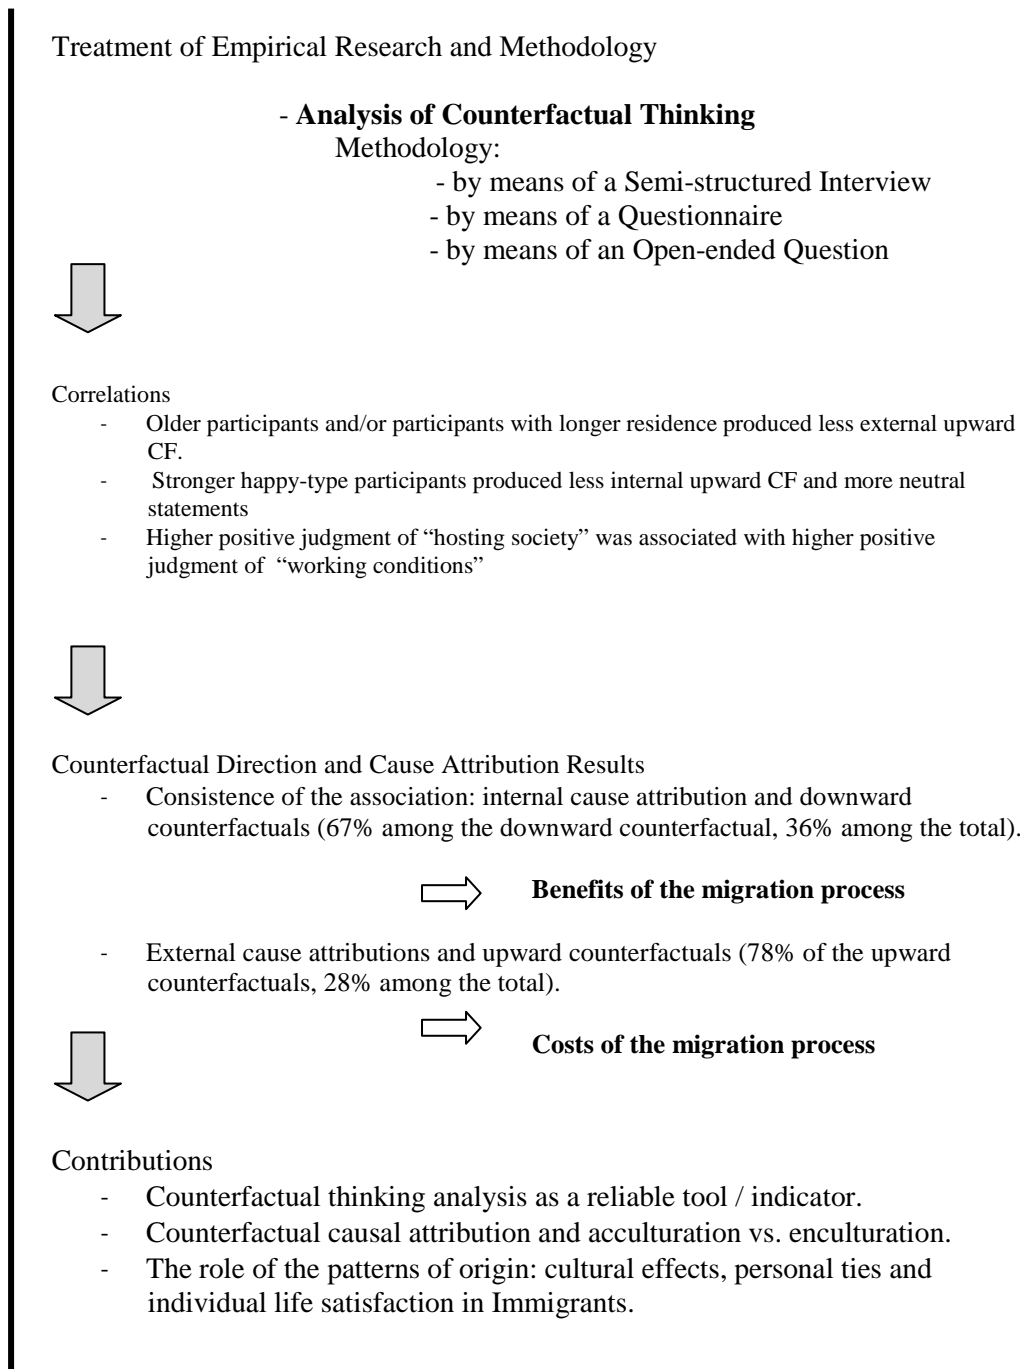 Treatment of Empirical Research and Methodology
- Analysis of Counterfactual Thinking
Methodology:
- by means of a Semi-structured Interview
- by means of a Questionnaire
- by means of an Open-ended Question
Correlations
- Older participants and/or participants with longer residence produced less external upward
CF.
- Stronger happy-type participants produced less internal upward CF and more neutral
statements
- Higher positive judgment of “hosting society” was associated with higher positive
judgment of “working conditions”
Counterfactual Direction and Cause Attribution Results
- Consistence of the association: internal cause attribution and downward
counterfactuals (67% among the downward counterfactual, 36% among the total).
Benefits of the migration process
- External cause attributions and upward counterfactuals (78% of the upward
counterfactuals, 28% among the total).
Costs of the migration process
Contributions
- Counterfactual thinking analysis as a reliable tool / indicator.
- Counterfactual causal attribution and acculturation vs. enculturation.
- The role of the patterns of origin: cultural effects, personal ties and
individual life satisfaction in Immigrants.